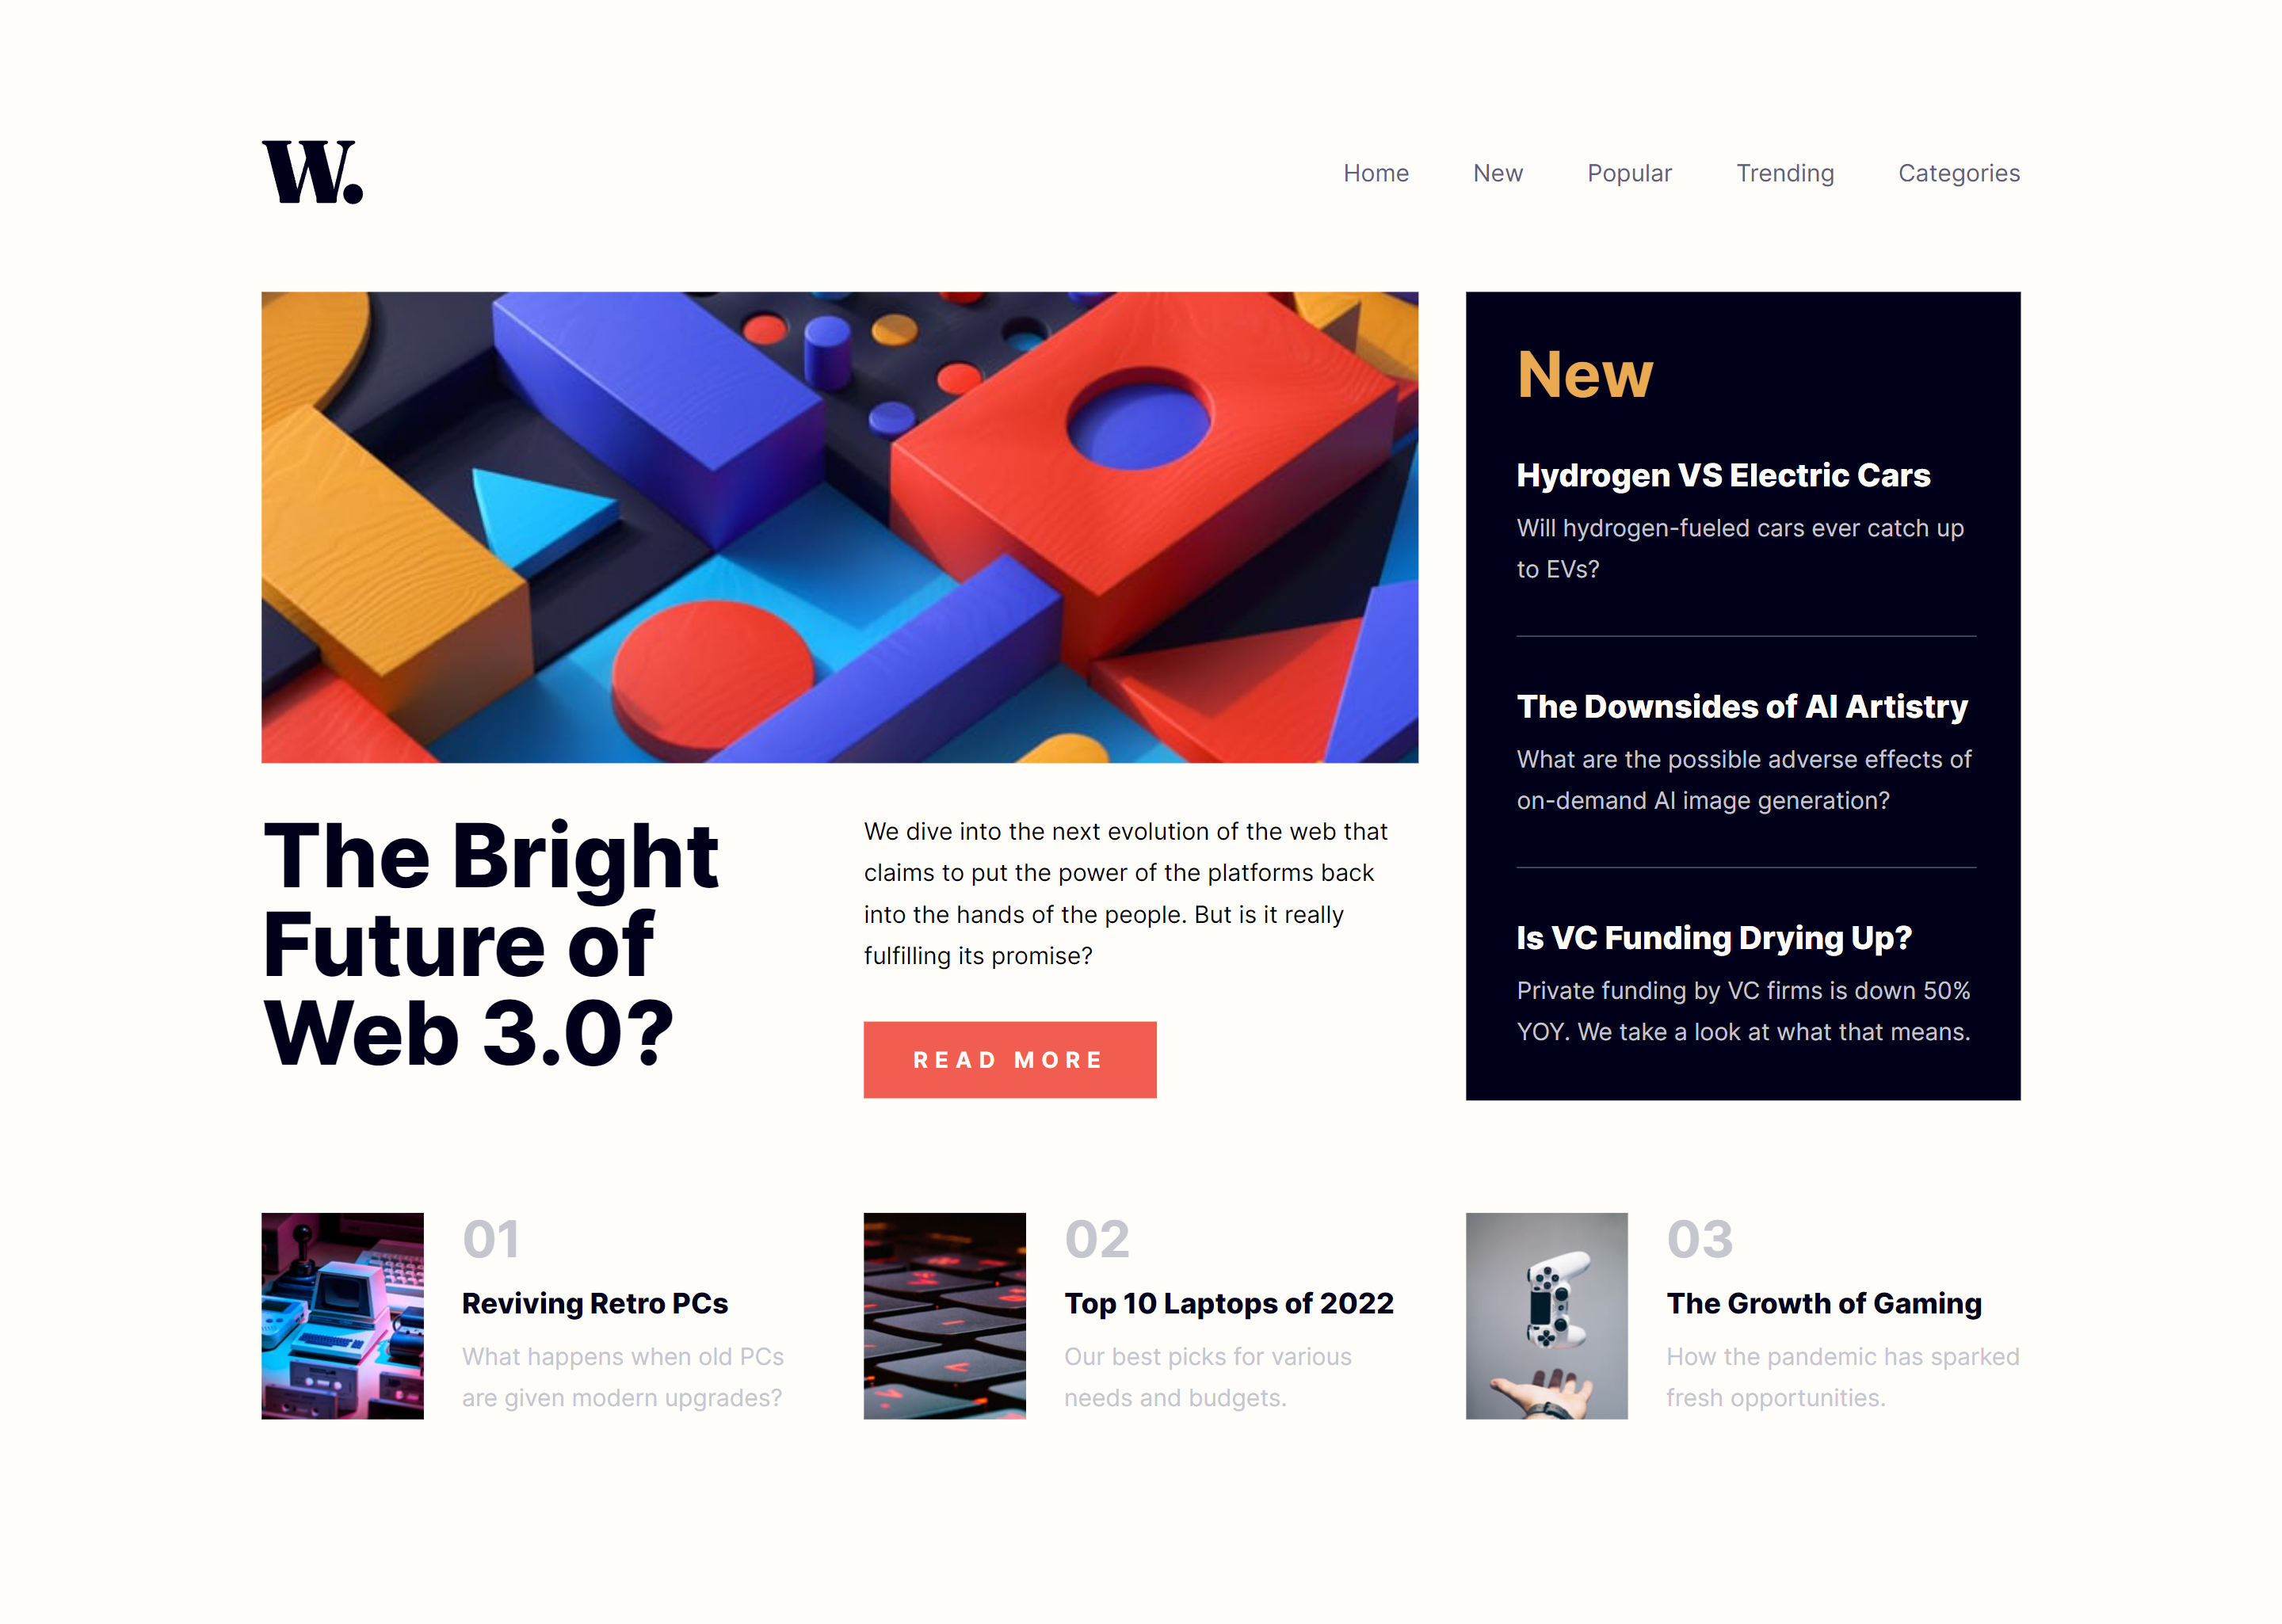 W.
Home New Popular Trending Categories
The Bright
Future of
Web 3.0?
We dive into the next evolution of the web that
claims to put the power of the platforms back
into the hands of the people. But is it really
fulfilling its promise?
READ MORE
New
Hydrogen VS Electric Cars
Will hydrogen-fueled cars ever catch up
to EVs?
The Downsides of AI Artistry
What are the possible adverse effects of
on-demand AI image generation?
Is VC Funding Drying Up?
Private funding by VC firms is down 50%
YOY. We take a look at what that means.
01
Reviving Retro PCs
What happens when old PCs
are given modern upgrades?
02
Top 10 Laptops of 2022
Our best picks for various
needs and budgets.
03
The Growth of Gaming
How the pandemic has sparked
fresh opportunities.